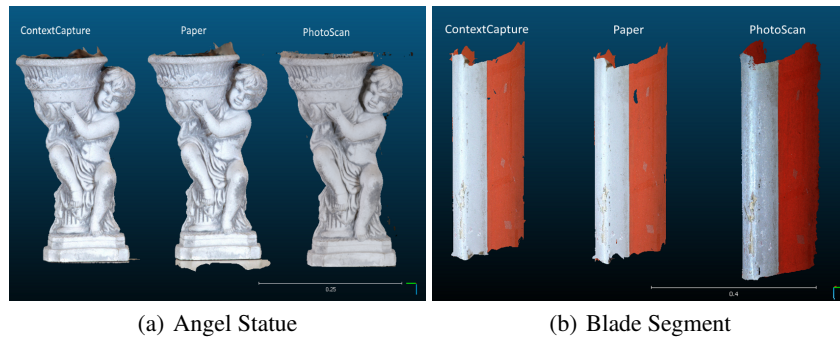 ContextCapture Paper PhotoScan
0.25
(a) Angel Statue
ContextCapture Paper PhotoScan
0.4
(b) Blade Segment